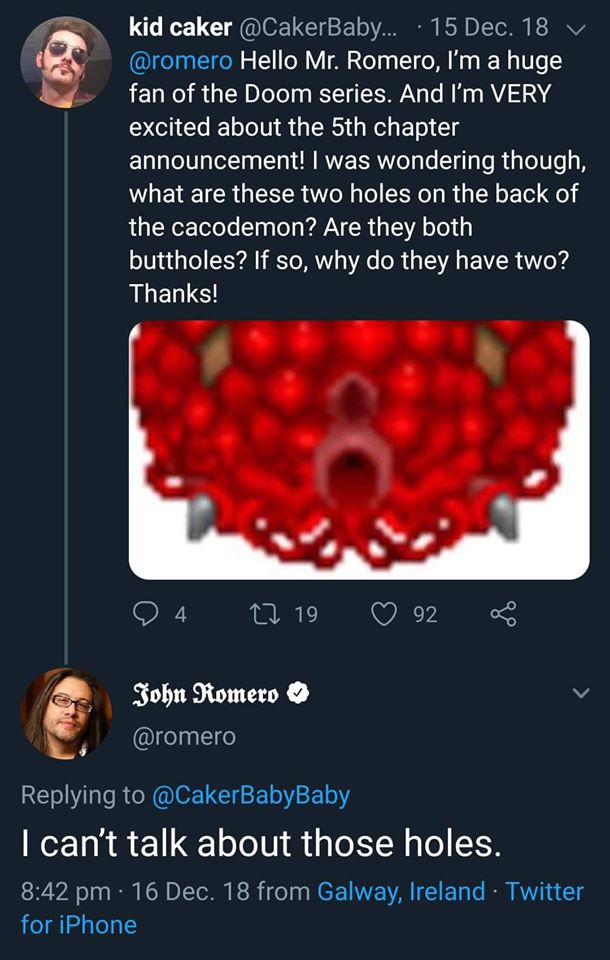 kid caker @CakerBaby... · 15 Dec. 18
@romero Hello Mr. Romero, I'm a huge
fan of the Doom series. And I'm VERY
excited about the 5th chapter
announcement! I was wondering though,
what are these two holes on the back of
the cacodemon? Are they both
buttholes? If so, why do they have two?
Thanks!
4 19 92
John Romero
@romero
Replying to @CakerBabyBaby
I can't talk about those holes.
8:42 pm · 16 Dec. 18 from Galway, Ireland · Twitter
for iPhone